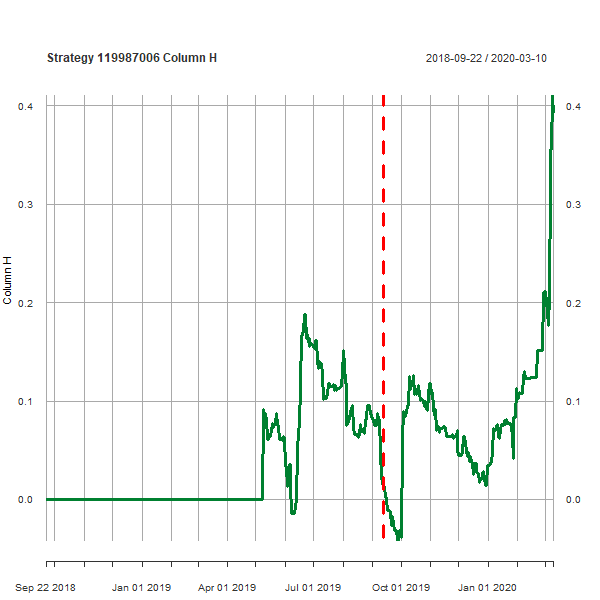 Strategy 119987006 Column H
2018-09-22 / 2020-03-10
0.4
0.4
0.3
0.3
0.2
0.2
0.1
0.1
0.0
0.0
Column H
Sep 22 2018
Jan 01 2019
Apr 01 2019
Jul 01 2019
Oct 01 2019
Jan 01 2020